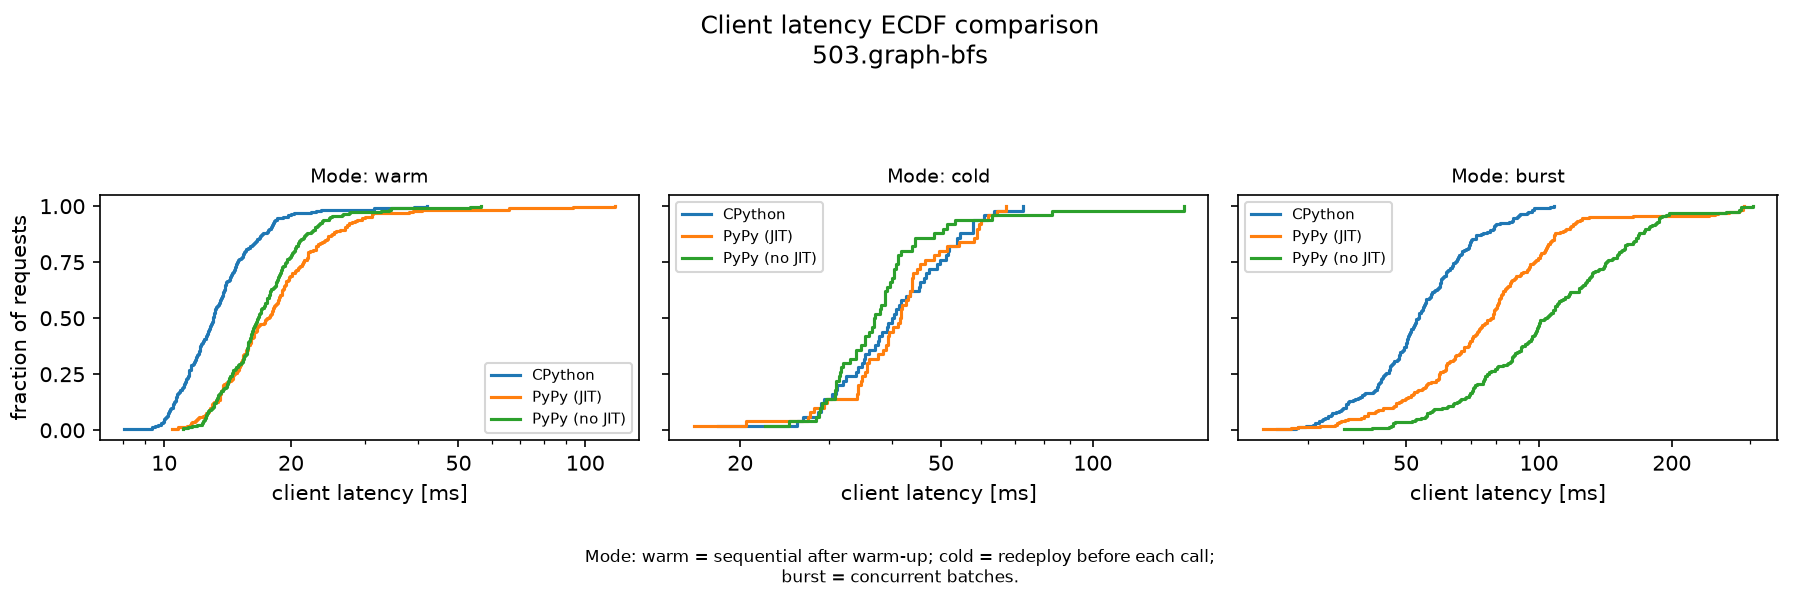 Client latency ECDF comparison
503.graph-bfs
Mode: warm
fraction of requests
1.00
0.75
0.50
0.25
0.00
CPython
PyPy (JIT)
PyPy (no JIT)
10
20
50
100
client latency [ms]
Mode: cold
CPython
PyPy (JIT)
PyPy (no JIT)
20
50
100
client latency [ms]
Mode: burst
CPython
PyPy (JIT)
PyPy (no JIT)
50
100
200
client latency [ms]
Mode: warm = sequential after warm-up; cold = redeploy before each call;
burst = concurrent batches.